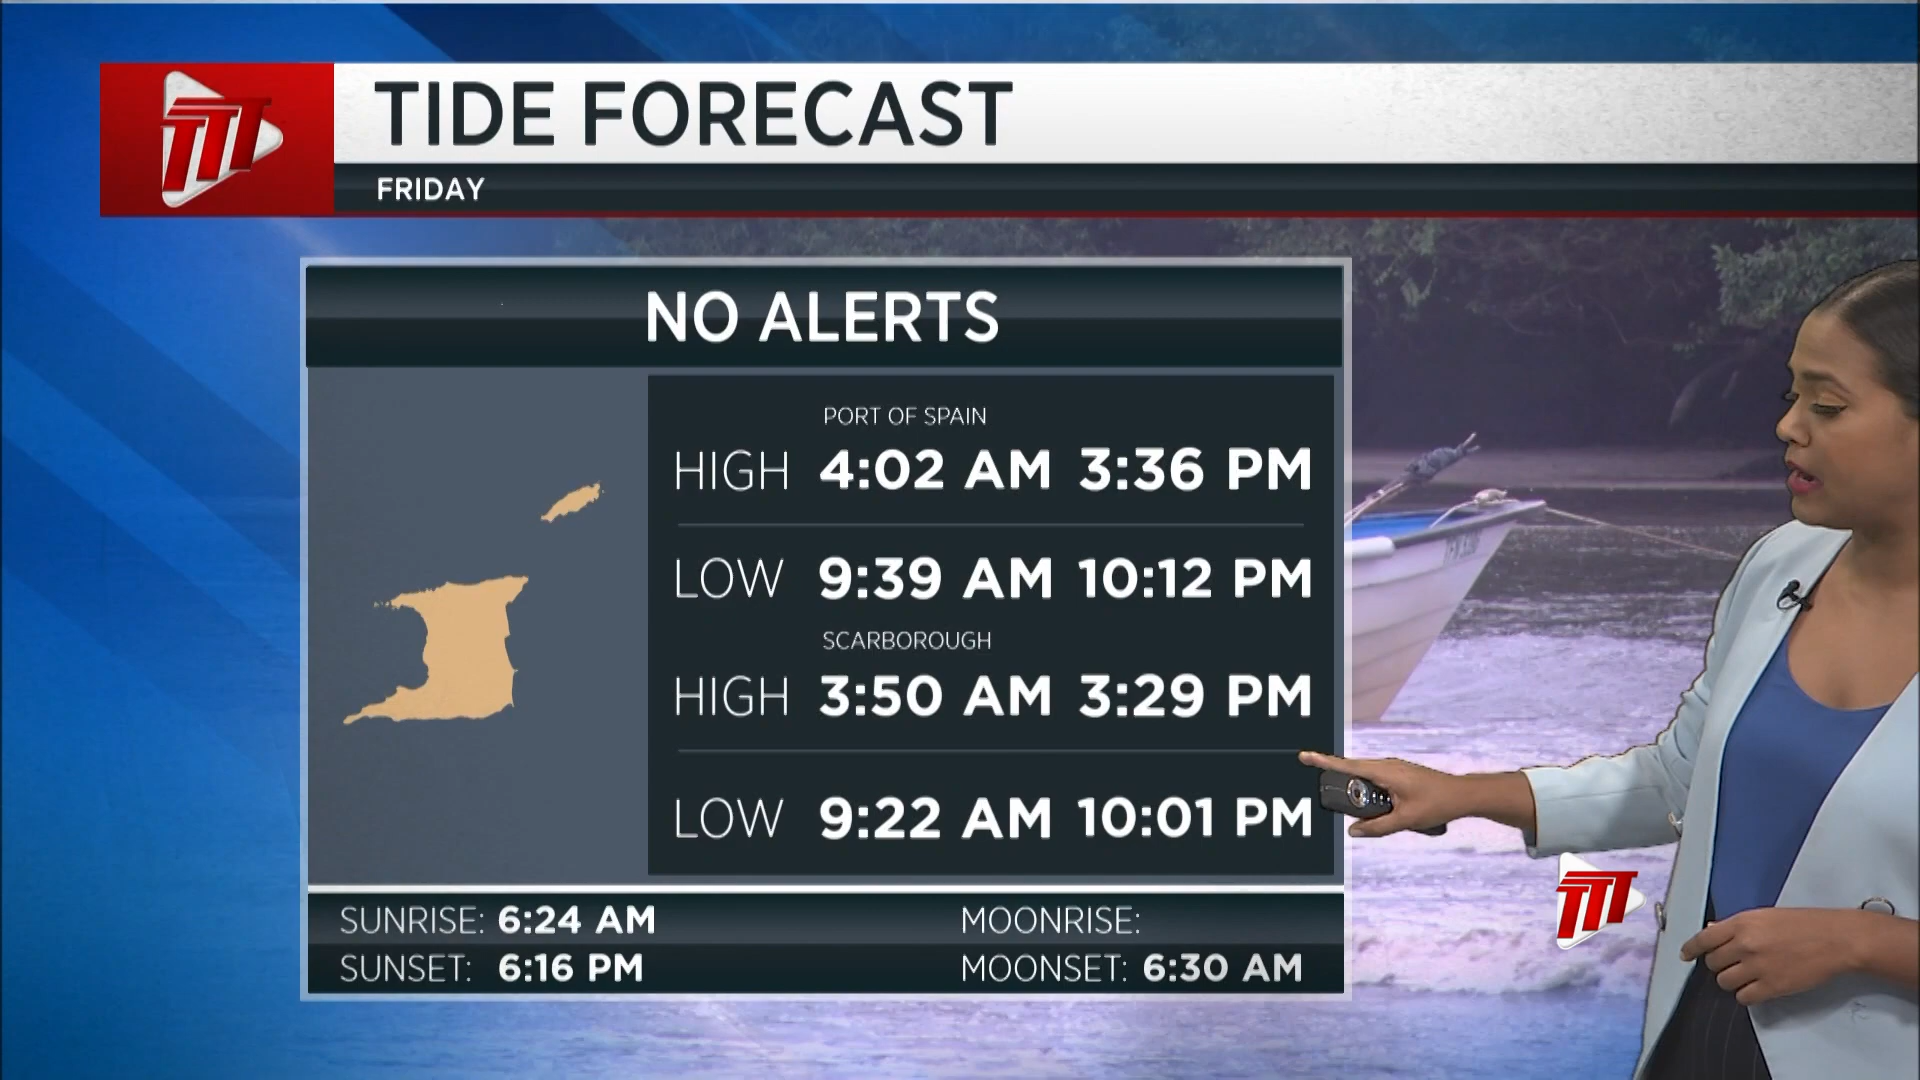 TTT
TIDE FORECAST
FRIDAY
NO ALERTS
PORT OF SPAIN
HIGH 4:02 AM 3:36 PM
LOW 9:39 AM 10:12 PM
SCARBOROUGH
HIGH 3:50 AM 3:29 PM
LOW 9:22 AM 10:01 PM
SUNRISE: 6:24 AM
SUNSET: 6:16 PM
MOONRISE:
MOONSET: 6:30 AM
TTT